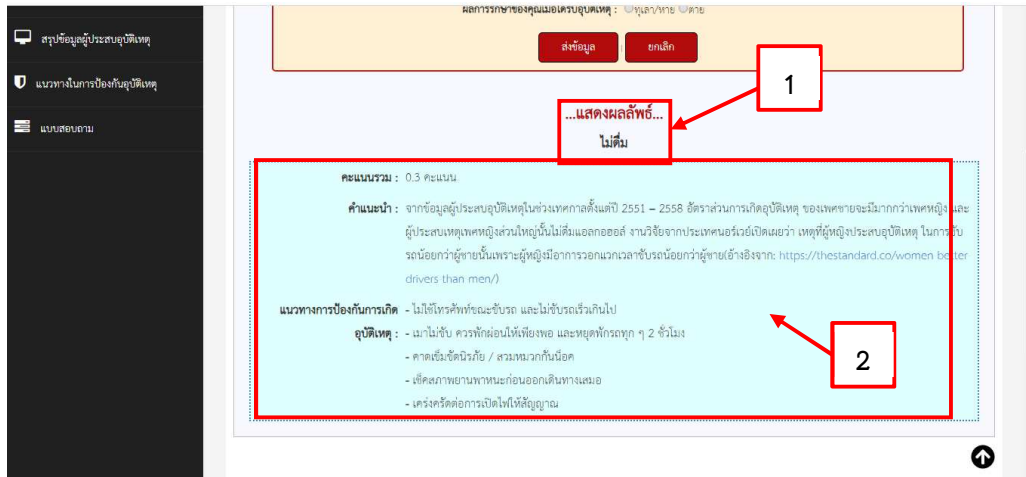 ผลการรักษาของคุณเมื่อได้รับอุบัติเหตุ : ทุเลา/หาย ตาย
สรุปข้อมูลผู้ประสบอุบัติเหตุ
ส่งข้อมูล | ยกเลิก
แนวทางในการป้องกันอุบัติเหตุ
1
...แสดงผลลัพธ์...
แบบสอบถาม
ไม่ดื่ม
คะแนนรวม : 0.3 คะแนน
คำแนะนำ : จากข้อมูลผู้ประสบอุบัติเหตุในช่วงเทศกาลตั้งแต่ปี 2551 – 2558 อัตราส่วนการเกิดอุบัติเหตุ ของเพศชายจะมีมากกว่าเพศหญิง และ
ผู้ประสบเหตุเพศหญิงส่วนใหญ่นั้นไม่ดื่มแอลกอฮอล์ งานวิจัยจากประเทศนอร์เวย์เปิดเผยว่า เหตุที่ผู้หญิงประสบอุบัติเหตุ ในการขับ
รถน้อยกว่าผู้ชายนั้นเพราะผู้หญิงมีอาการวอกแวกเวลาขับรถน้อยกว่าผู้ชาย(อ้างอิงจาก: https://thestandard.co/women better
drivers than men/)
แนวทางการป้องกันการเกิด - ไม่ใช้โทรศัพท์ขณะขับรถ และไม่ขับรถเร็วเกินไป
อุบัติเหตุ : - เมาไม่ขับ ควรพักผ่อนให้เพียงพอ และหยุดพักรถทุก ๆ 2 ชั่วโมง
- คาดเข็มขัดนิรภัย / สวมหมวกกันน็อค
2
- เช็คสภาพยานพาหนะก่อนออกเดินทางเสมอ
- เคร่งครัดต่อการเปิดไฟให้สัญญาณ